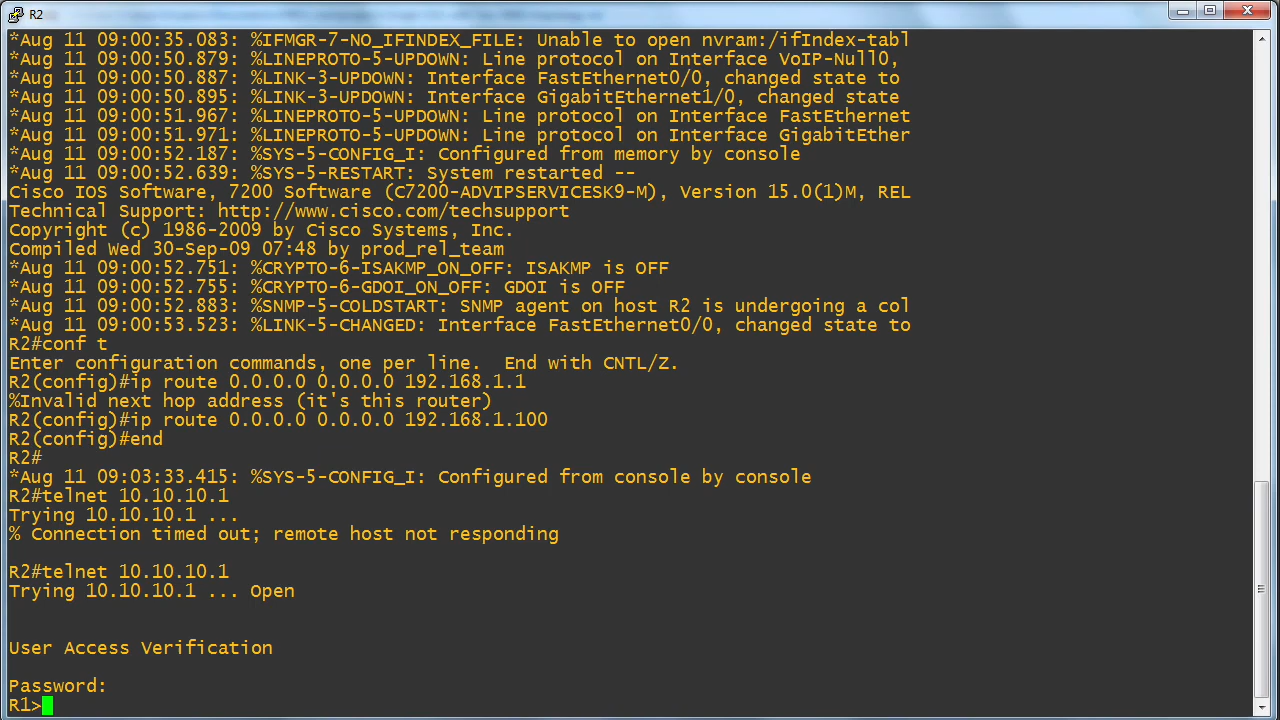 R2
*Aug 11 09:00:35.083: %IFMGR-7-NO_IFINDEX_FILE: Unable to open nvram:/ifIndex-tabl
*Aug 11 09:00:50.879: %LINEPROTO-5-UPDOWN: Line protocol on Interface VoIP-Null0,
*Aug 11 09:00:50.887: %LINK-3-UPDOWN: Interface FastEthernet0/0, changed state to
*Aug 11 09:00:50.895: %LINK-3-UPDOWN: Interface GigabitEthernet1/0, changed state
*Aug 11 09:00:51.967: %LINEPROTO-5-UPDOWN: Line protocol on Interface FastEthernet
*Aug 11 09:00:51.971: %LINEPROTO-5-UPDOWN: Line protocol on Interface GigabitEther
*Aug 11 09:00:52.187: %SYS-5-CONFIG_I: Configured from memory by console
*Aug 11 09:00:52.639: %SYS-5-RESTART: System restarted --
Cisco IOS Software, 7200 Software (C7200-ADVIPSERVICESK9-M), Version 15.0(1)M, REL
Technical Support: http://www.cisco.com/techsupport
Copyright (c) 1986-2009 by Cisco Systems, Inc.
Compiled Wed 30-Sep-09 07:48 by prod_rel_team
*Aug 11 09:00:52.751: %CRYPTO-6-ISAKMP_ON_OFF: ISAKMP is OFF
*Aug 11 09:00:52.755: %CRYPTO-6-GDOI_ON_OFF: GDOI is OFF
*Aug 11 09:00:52.883: %SNMP-5-COLDSTART: SNMP agent on host R2 is undergoing a col
*Aug 11 09:00:53.523: %LINK-5-CHANGED: Interface FastEthernet0/0, changed state to
R2#conf t
Enter configuration commands, one per line.  End with CNTL/Z.
R2(config)#ip route 0.0.0.0 0.0.0.0 192.168.1.1
%Invalid next hop address (it's this router)
R2(config)#ip route 0.0.0.0 0.0.0.0 192.168.1.100
R2(config)#end
R2#
*Aug 11 09:03:33.415: %SYS-5-CONFIG_I: Configured from console by console
R2#telnet 10.10.10.1
Trying 10.10.10.1 ...
% Connection timed out; remote host not responding
R2#telnet 10.10.10.1
Trying 10.10.10.1 ... Open
User Access Verification
Password:
R1>